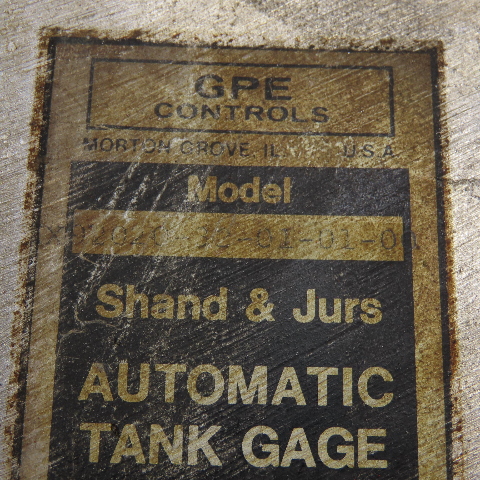 GPE
CONTROLS
MORTON GROVE, IL U.S.A.
Model
Shand & Jurs
AUTOMATIC
TANK GAGE